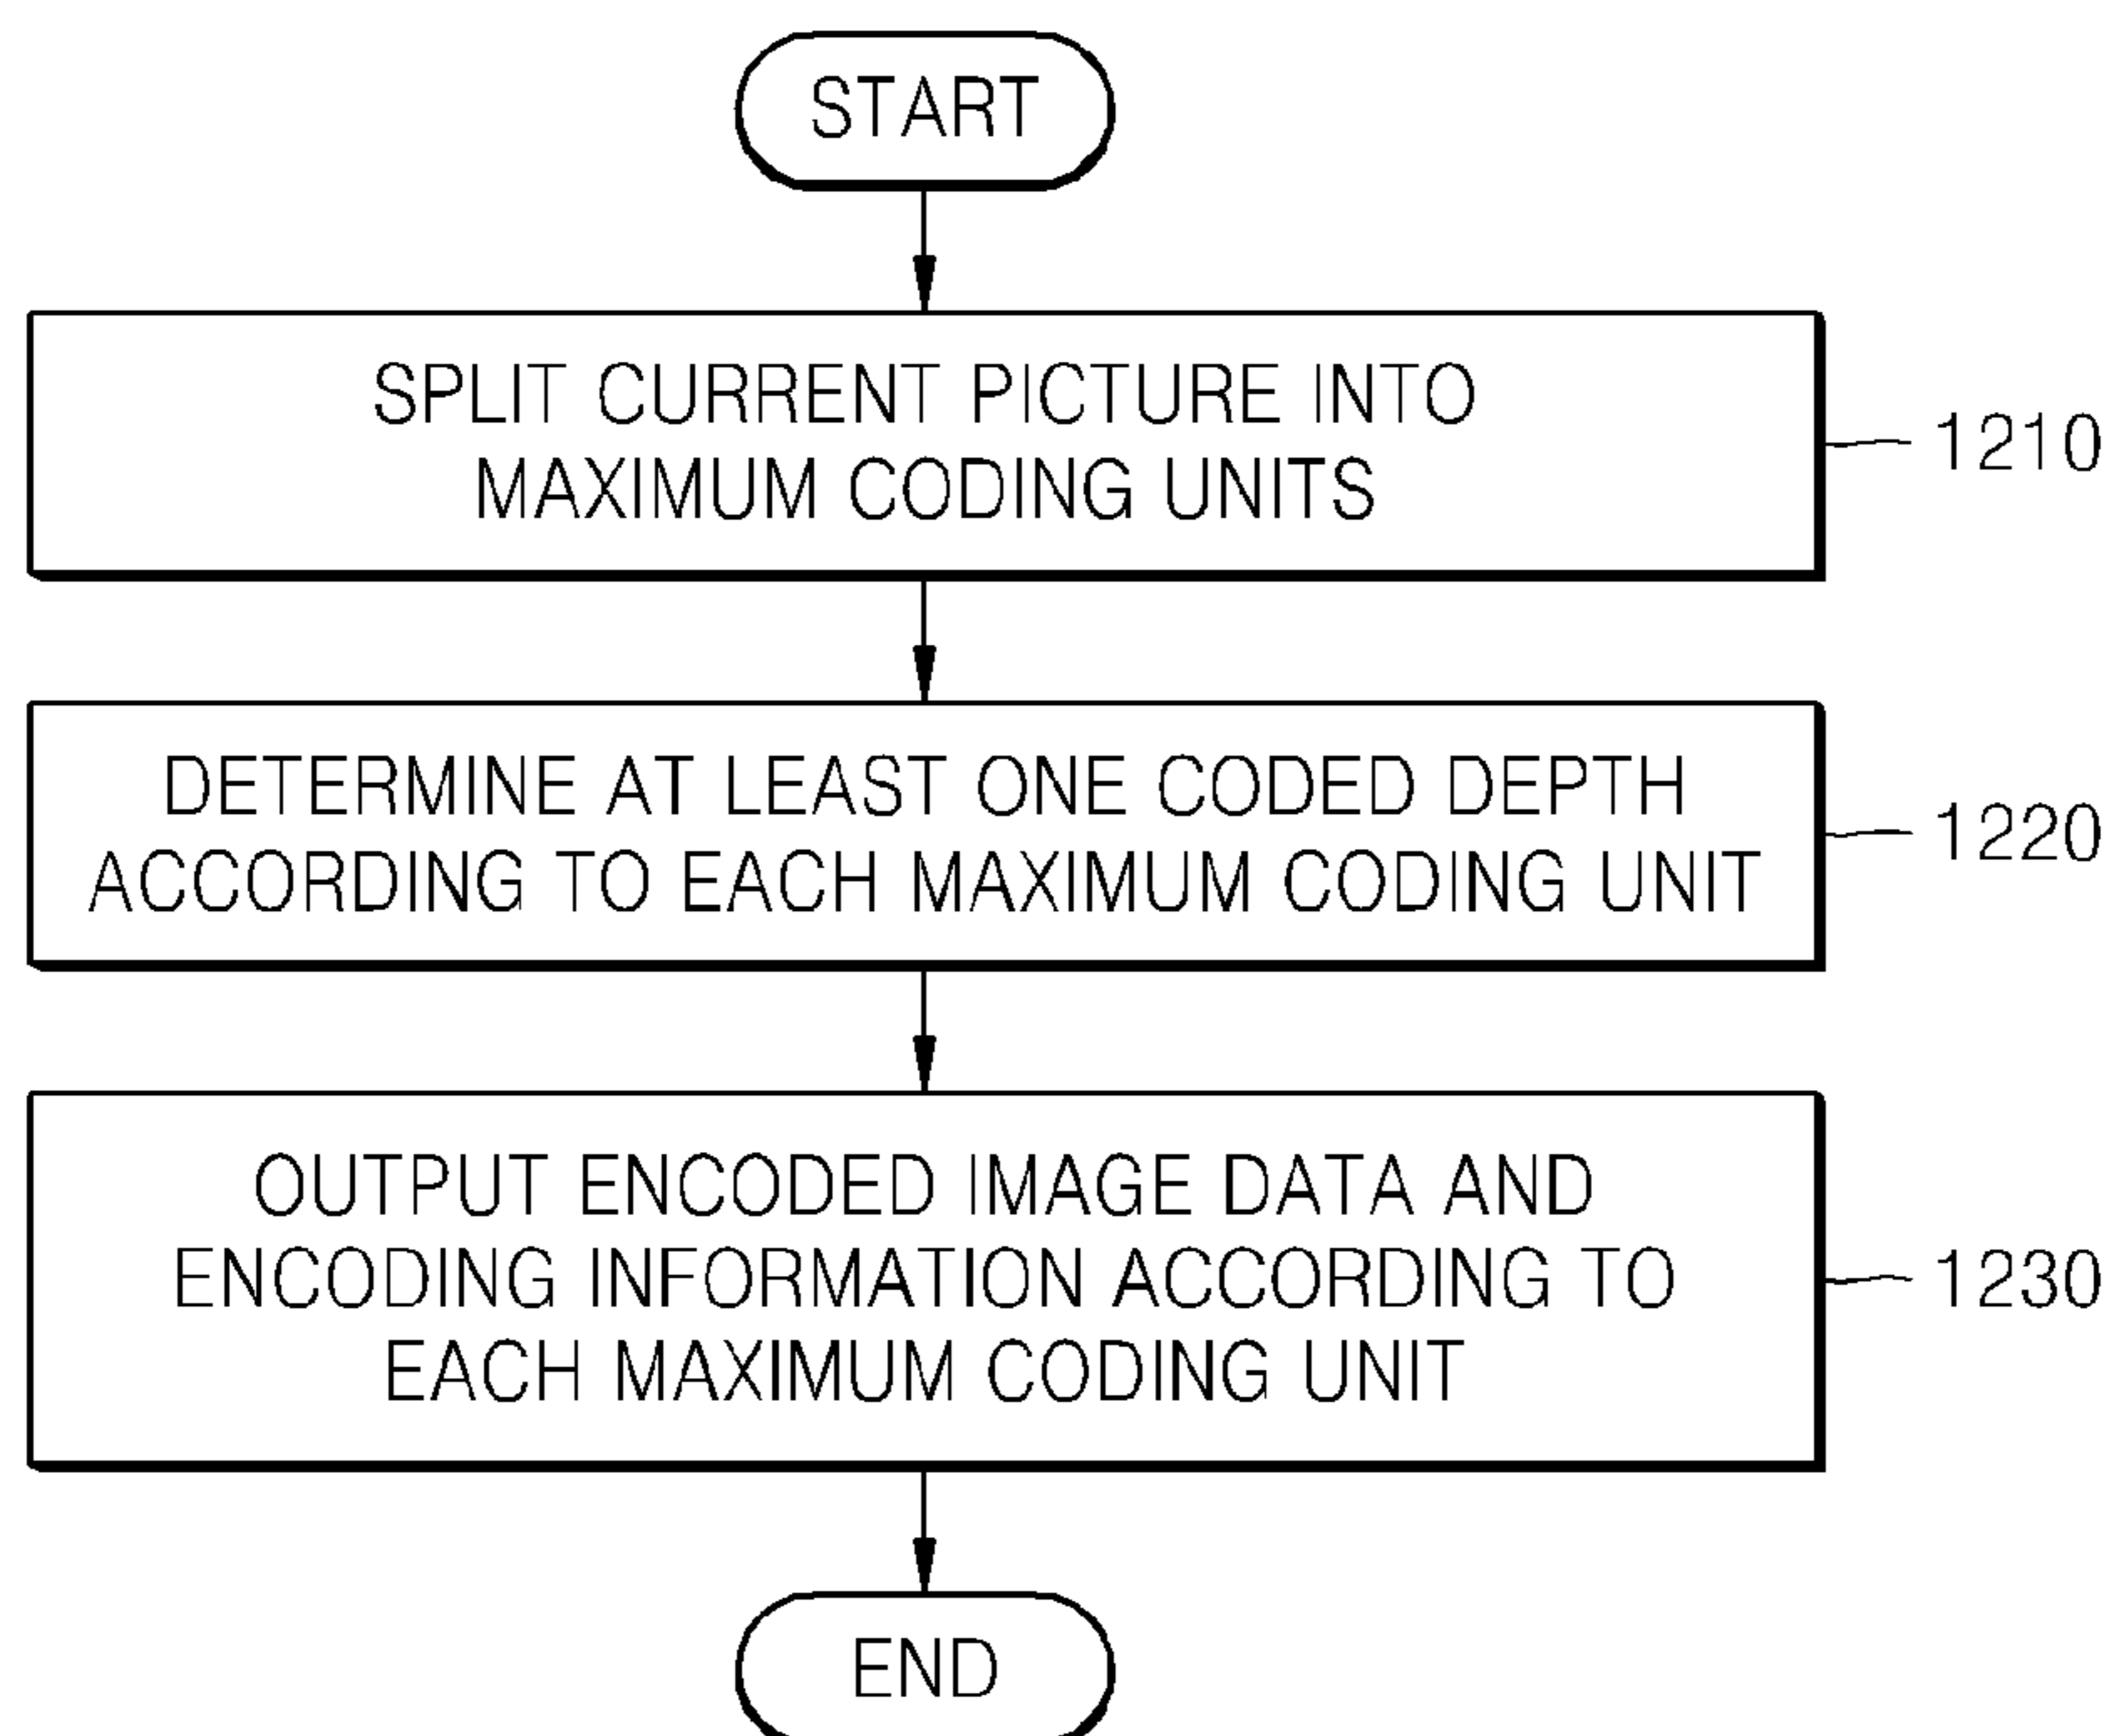 START
SPLIT CURRENT PICTURE INTO
MAXIMUM CODING UNITS
1210
DETERMINE AT LEAST ONE CODED DEPTH
ACCORDING TO EACH MAXIMUM CODING UNIT
1220
OUTPUT ENCODED IMAGE DATA AND
ENCODING INFORMATION ACCORDING TO
EACH MAXIMUM CODING UNIT
1230
END